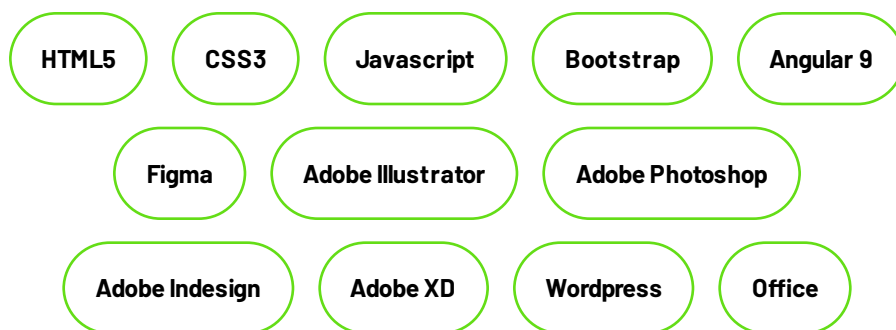 HTML5 CSS3 Javascript Bootstrap Angular 9
Figma Adobe Illustrator Adobe Photoshop
Adobe Indesign Adobe XD Wordpress Office